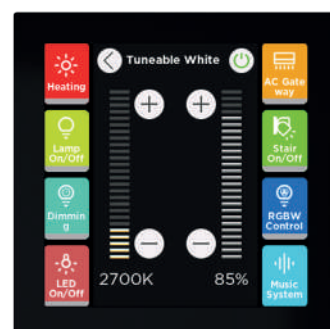 Heating
Tuneable White
AC Gate
way
Lamp
On/Off
Stair
On/Off
Dimmin
g
RGBW
Control
LED
On/Off
2700K
85%
Music
System